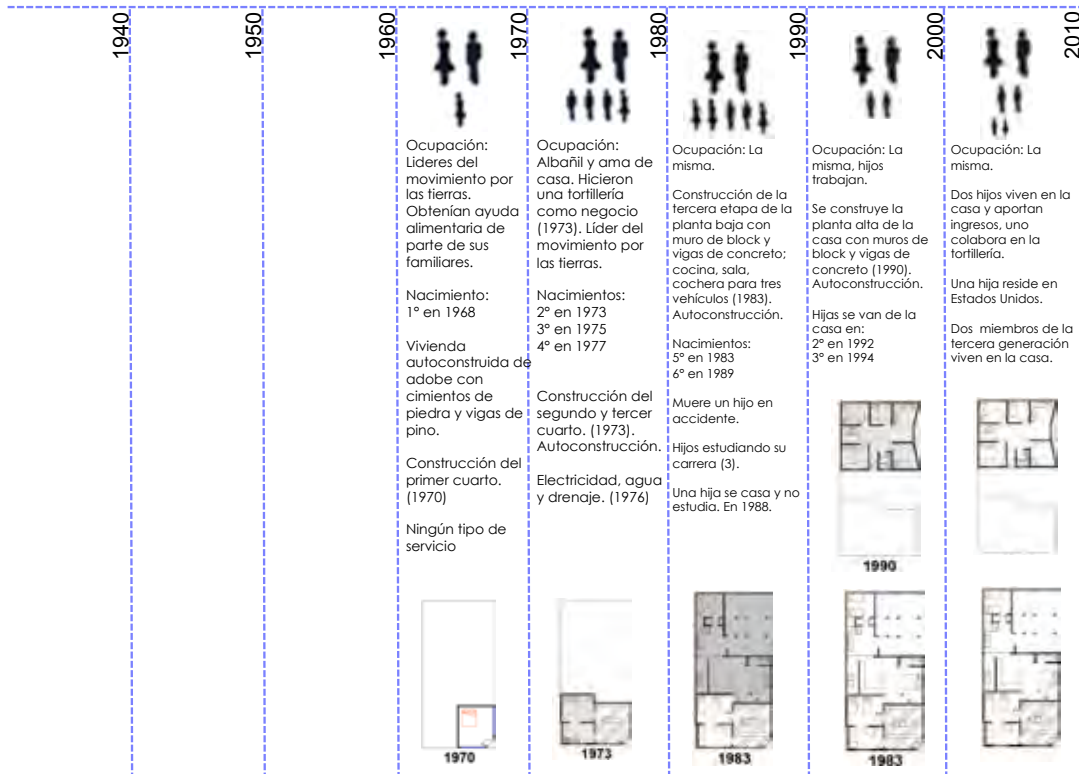 1940
1950
1960
1970
1980
1990
2000
2010
Ocupación:
Lideres del
movimiento por
las tierras.
Obtenían ayuda
alimentaria de
parte de sus
familiares.
Nacimiento:
1° en 1968
Vivienda
autoconstruida de
adobe con
cimientos de
piedra y vigas de
pino.
Construcción del
primer cuarto.
(1970)
Ningún tipo de
servicio
1970
Ocupación:
Albañil y ama de
casa. Hicieron
una tortillería
como negocio
(1973). Líder del
movimiento por
las tierras.
Nacimientos:
2° en 1973
3° en 1975
4° en 1977
Construcción del
segundo y tercer
cuarto. (1973).
Autoconstrucción.
Electricidad, agua
y drenaje. (1976)
1973
Ocupación: La
misma.
Construcción de la
tercera etapa de la
planta baja con
muro de block y
vigas de concreto;
cocina, sala,
cochera para tres
vehículos (1983).
Autoconstrucción.
Nacimientos:
5° en 1983
6° en 1989
Muere un hijo en
accidente.
Hijos estudiando su
carrera (3).
Una hija se casa y no
estudia. En 1988.
1983
Ocupación: La
misma, hijos
trabajan.
Se construye la
planta alta de la
casa con muros de
block y vigas de
concreto (1990).
Autoconstrucción.
Hijas se van de la
casa en:
2° en 1992
3° en 1994
1990
1983
Ocupación: La
misma.
Dos hijos viven en la
casa y aportan
ingresos, uno
colabora en la
tortillería.
Una hija reside en
Estados Unidos.
Dos miembros de la
tercera generación
viven en la casa.